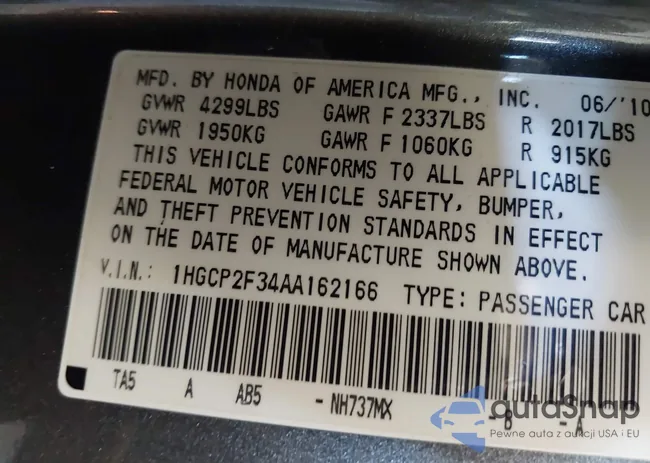 MFD. BY HONDA OF AMERICA MFG., INC. 06/'10
GVWR 4299LBS GAWR F 2337LBS R 2017LBS
GVWR 1950KG GAWR F 1060KG R 915KG
THIS VEHICLE CONFORMS TO ALL APPLICABLE
FEDERAL MOTOR VEHICLE SAFETY, BUMPER,
AND THEFT PREVENTION STANDARDS IN EFFECT
ON THE DATE OF MANUFACTURE SHOWN ABOVE.
V.I.N.: 1HGCP2F34AA162166 TYPE: PASSENGER CAR
TA5 A AB5 - NH737MX - B - A
autoSnap
Pewne auta z aukcji USA i EU